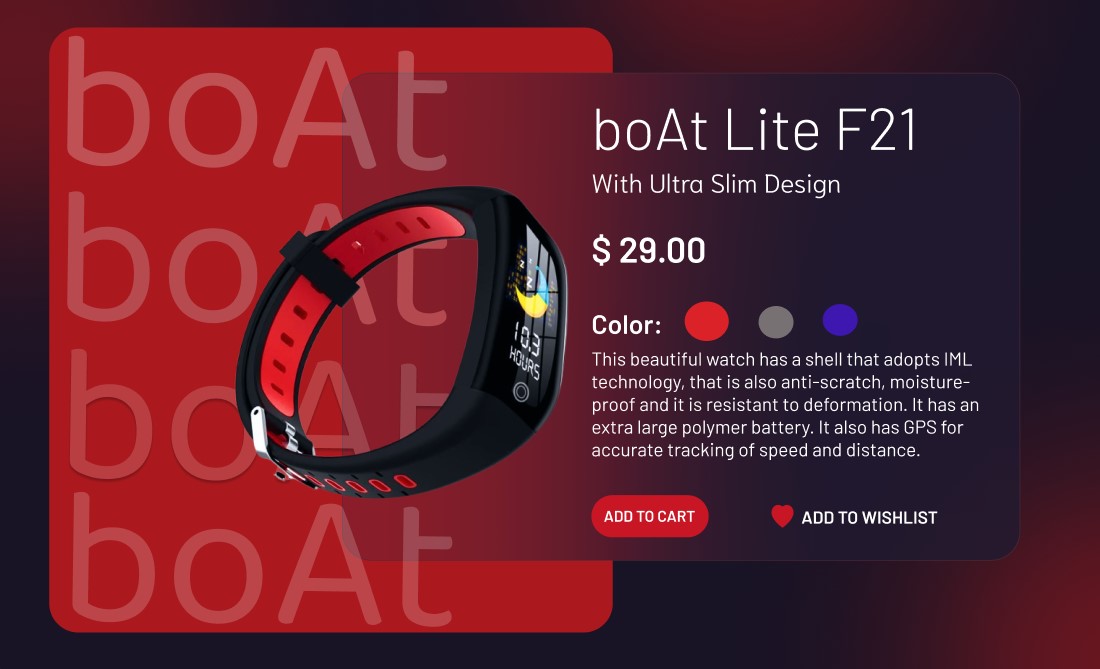 boAt
boAt
boAt
boAt
boAt Lite F21
With Ultra Slim Design
$ 29.00
Color:
This beautiful watch has a shell that adopts IML
technology, that is also anti-scratch, moisture-
proof and it is resistant to deformation. It has an
extra large polymer battery. It also has GPS for
accurate tracking of speed and distance.
ADD TO CART
ADD TO WISHLIST
10.3
HOURS